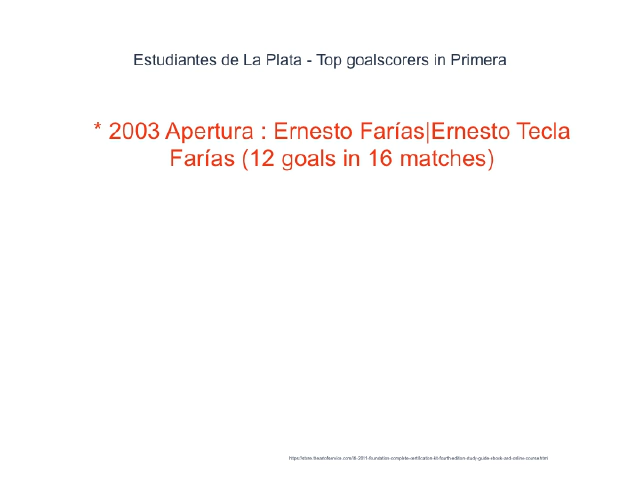 Estudiantes de La Plata - Top goalscorers in Primera
* 2003 Apertura : Ernesto Farías|Ernesto Tecla
Farías (12 goals in 16 matches)